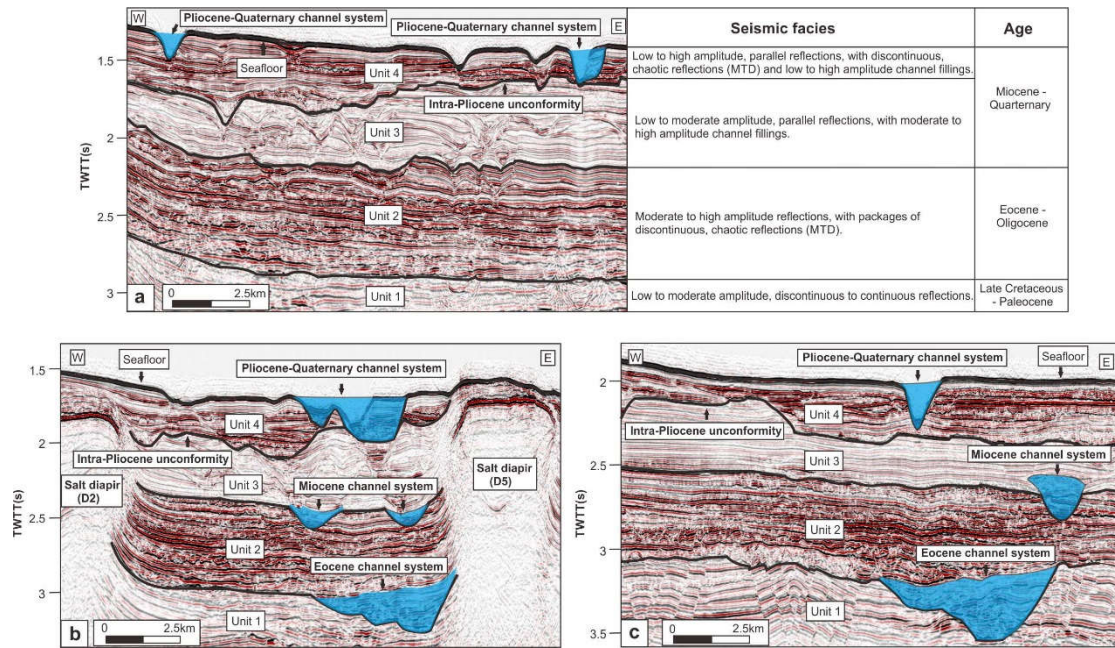 W
Pliocene-Quaternary channel system
Pliocene-Quaternary channel system
E
1.5
Seafloor
Unit 4
Intra-Pliocene unconformity
2
Unit 3
TWTT(s)
Unit 2
2.5
3
a
0
2.5km
Unit 1
Seismic facies
Age
Low to high amplitude, parallel reflections, with discontinuous,
chaotic reflections (MTD) and low to high amplitude channel fillings.
Miocene -
Quarternary
Low to moderate amplitude, parallel reflections, with moderate to
high amplitude channel fillings.
Moderate to high amplitude reflections, with packages of
discontinuous, chaotic reflections (MTD).
Eocene -
Oligocene
Low to moderate amplitude, discontinuous to continuous reflections.
Late Cretaceous
- Paleocene
W
Seafloor
Pliocene-Quaternary channel system
E
1.5
Unit 4
2
Intra-Pliocene unconformity
Salt diapir
(D2)
Unit 3
Miocene channel system
Salt diapir
(D5)
TWTT(s)
2.5
Unit 2
Eocene channel system
3
Unit 1
b
0
2.5km
W
Pliocene-Quaternary channel system
Seafloor
E
2
Unit 4
Intra-Pliocene unconformity
Miocene channel system
2.5
Unit 3
TWTT(s)
Unit 2
Eocene channel system
3
Unit 1
3.5
0
2.5km
c